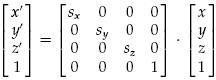 [x′ y′ z′ 1]ᵀ = [s_x 0 0 0; 0 s_y 0 0; 0 0 s_z 0; 0 0 0 1] · [x y z 1]ᵀ